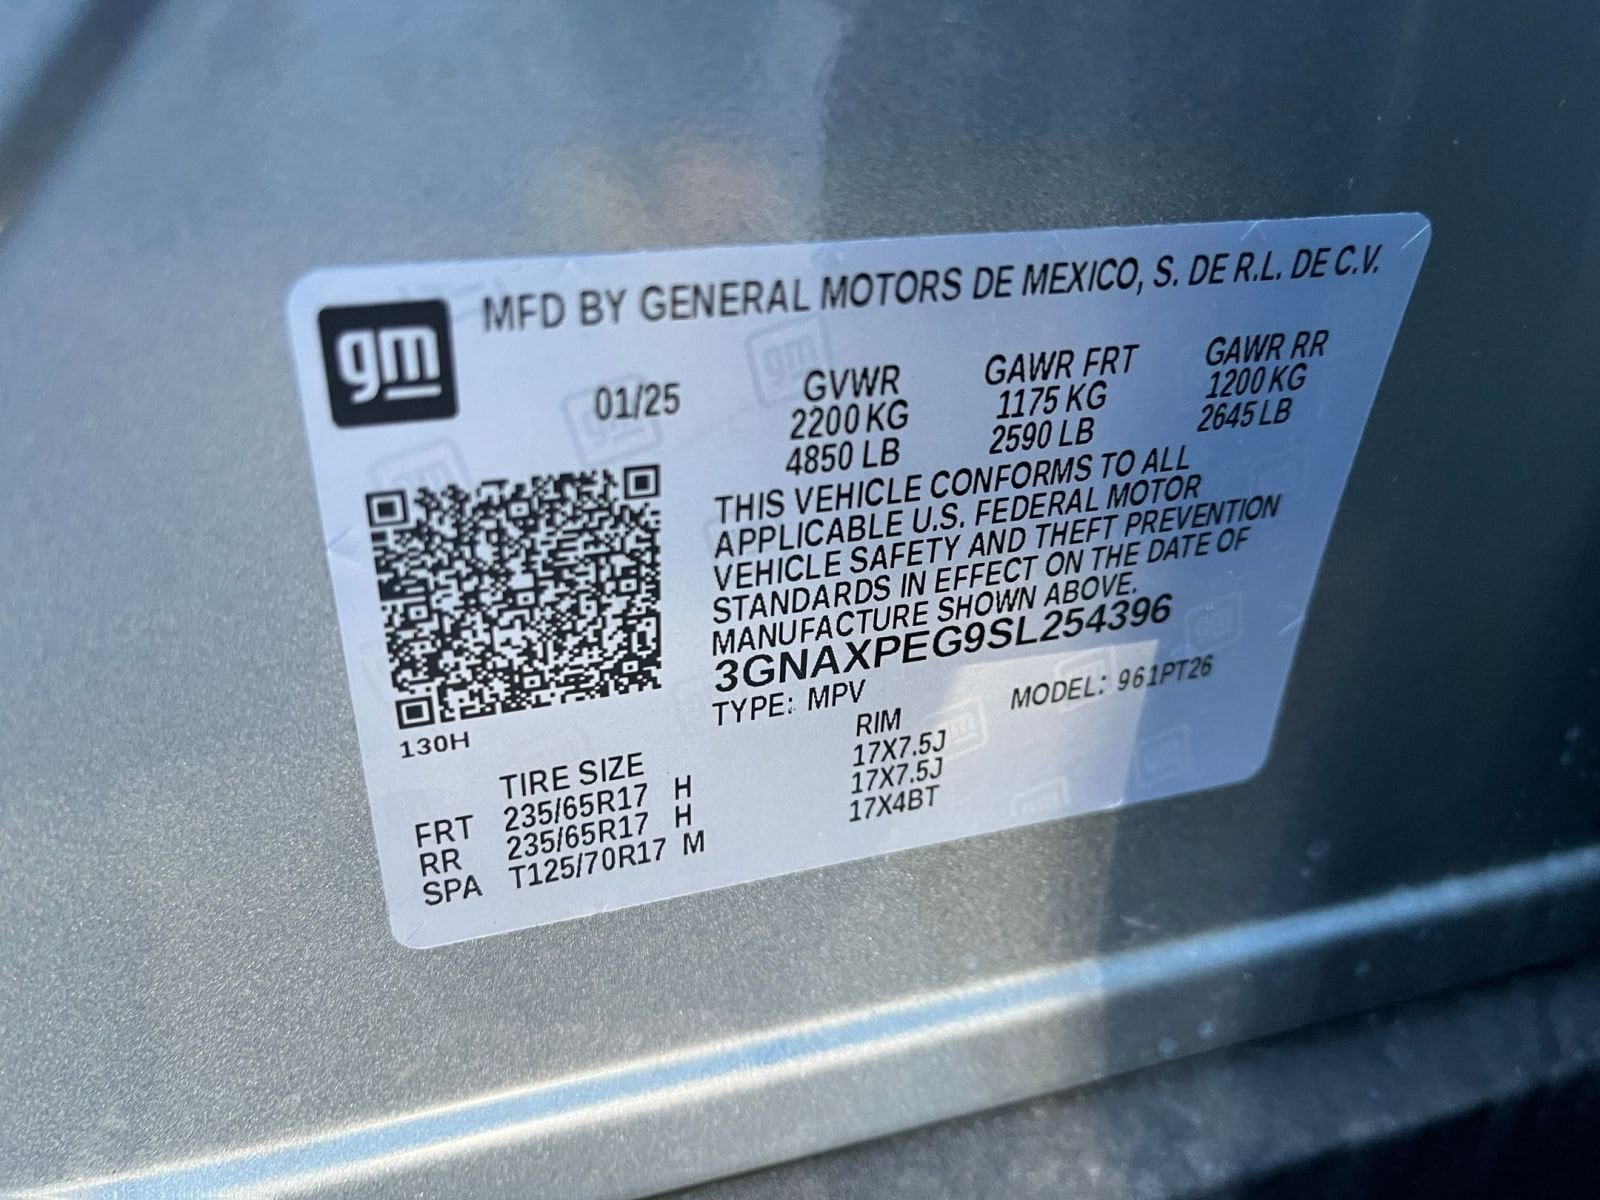 gm
MFD BY GENERAL MOTORS DE MEXICO, S. DE R.L. DE C.V.
01/25
GVWR GAWR FRT GAWR RR
2200 KG 1175 KG 1200 KG
4850 LB 2590 LB 2645 LB
THIS VEHICLE CONFORMS TO ALL
APPLICABLE U.S. FEDERAL MOTOR
VEHICLE SAFETY AND THEFT PREVENTION
STANDARDS IN EFFECT ON THE DATE OF
MANUFACTURE SHOWN ABOVE.
3GNAXPEG9SL254396
TYPE: MPV MODEL: 961PT26
130H
TIRE SIZE RIM
FRT 235/65R17 H 17X7.5J
RR 235/65R17 H 17X7.5J
SPA T125/70R17 M 17X4BT